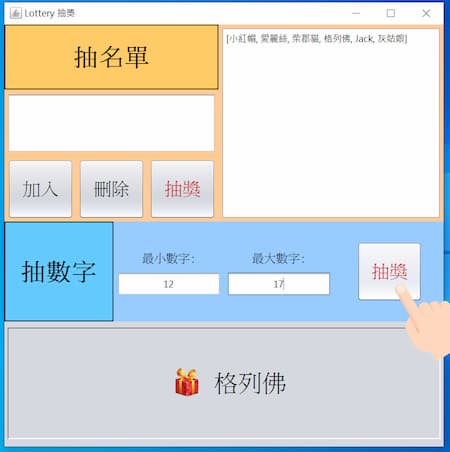 Lottery 抽獎
抽名單
[小紅帽, 愛麗絲, 柴郡貓, 格列佛, Jack, 灰姑娘]
加入
刪除
抽獎
抽數字
最小數字:
最大數字:
12
17
抽獎
格列佛